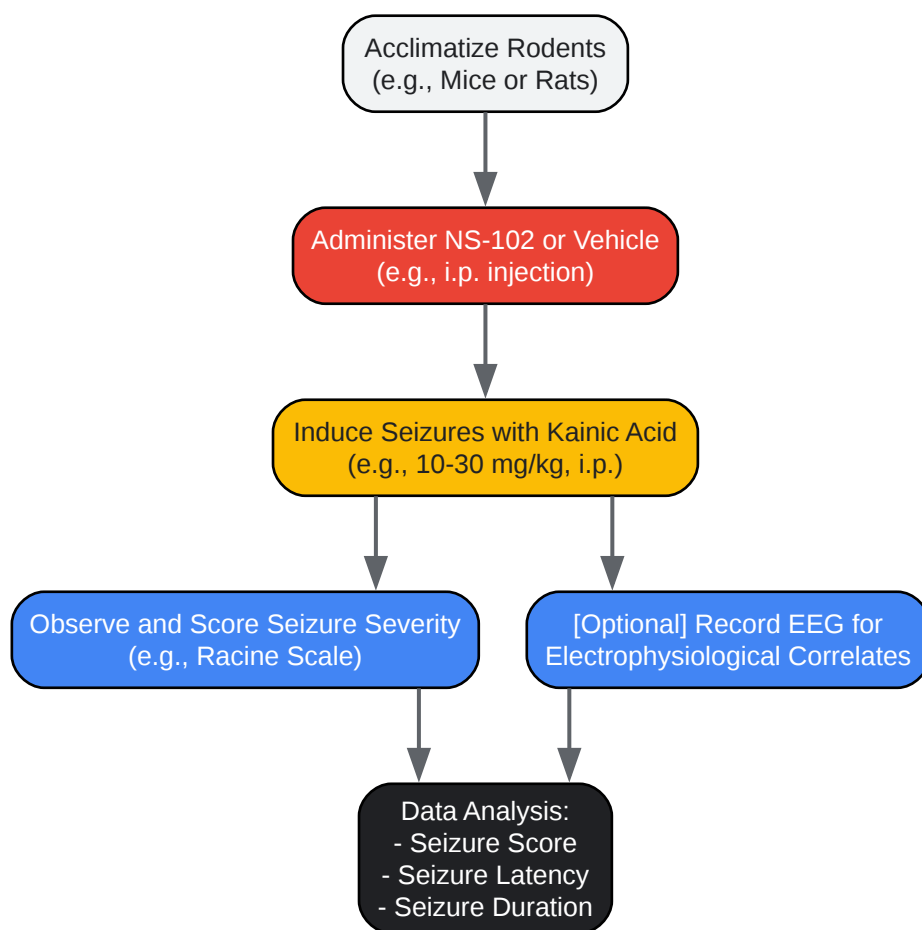 Acclimatize Rodents
(e.g., Mice or Rats)
Administer NS-102 or Vehicle
(e.g., i.p. injection)
Induce Seizures with Kainic Acid
(e.g., 10-30 mg/kg, i.p.)
Observe and Score Seizure Severity
(e.g., Racine Scale)
[Optional] Record EEG for
Electrophysiological Correlates
Data Analysis:
- Seizure Score
- Seizure Latency
- Seizure Duration